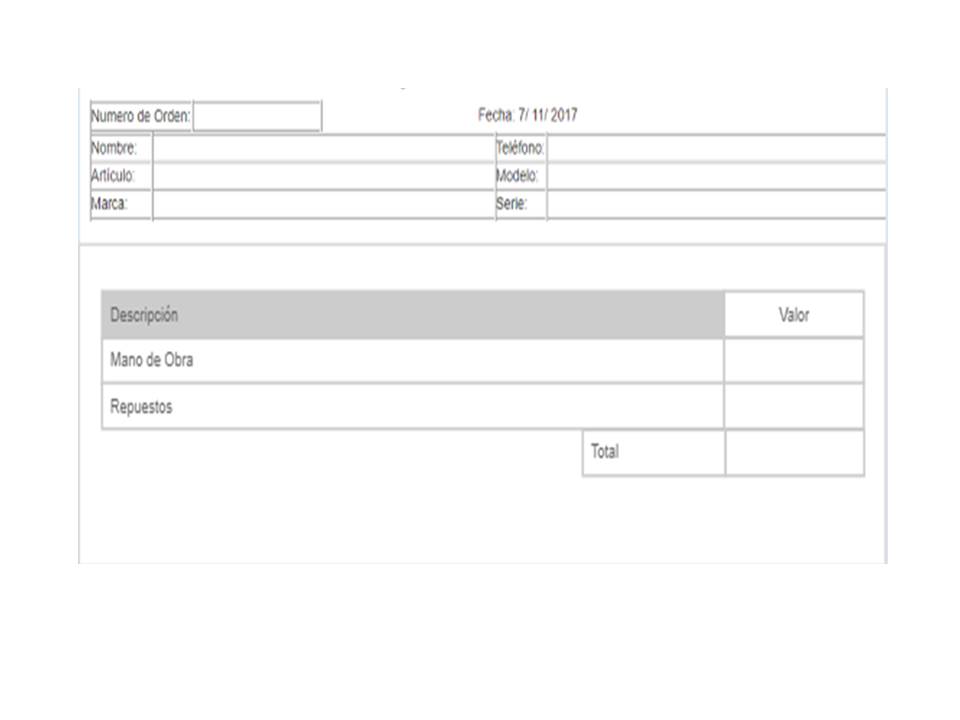 Numero de Orden: Fecha: 7/ 11/ 2017
Nombre: Teléfono:
Artículo: Modelo:
Marca: Serie:
Descripción Valor
Mano de Obra
Repuestos
Total